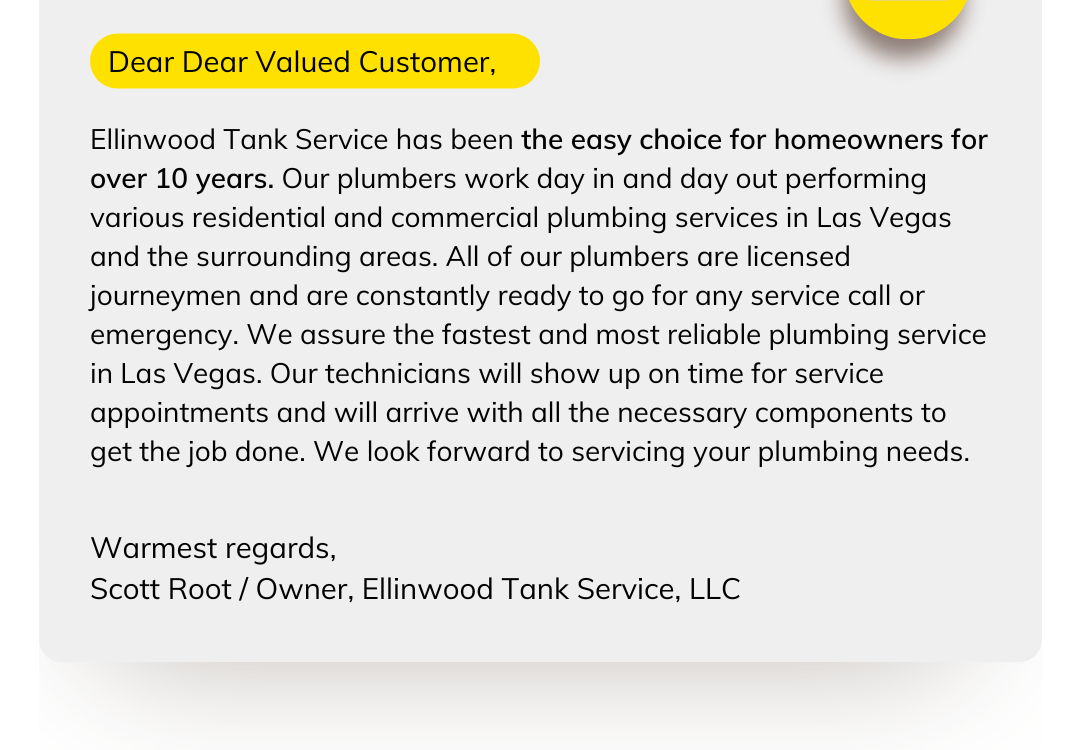 Dear Dear Valued Customer,
Ellinwood Tank Service has been the easy choice for homeowners for
over 10 years. Our plumbers work day in and day out performing
various residential and commercial plumbing services in Las Vegas
and the surrounding areas. All of our plumbers are licensed
journeymen and are constantly ready to go for any service call or
emergency. We assure the fastest and most reliable plumbing service
in Las Vegas. Our technicians will show up on time for service
appointments and will arrive with all the necessary components to
get the job done. We look forward to servicing your plumbing needs.
Warmest regards,
Scott Root / Owner, Ellinwood Tank Service, LLC